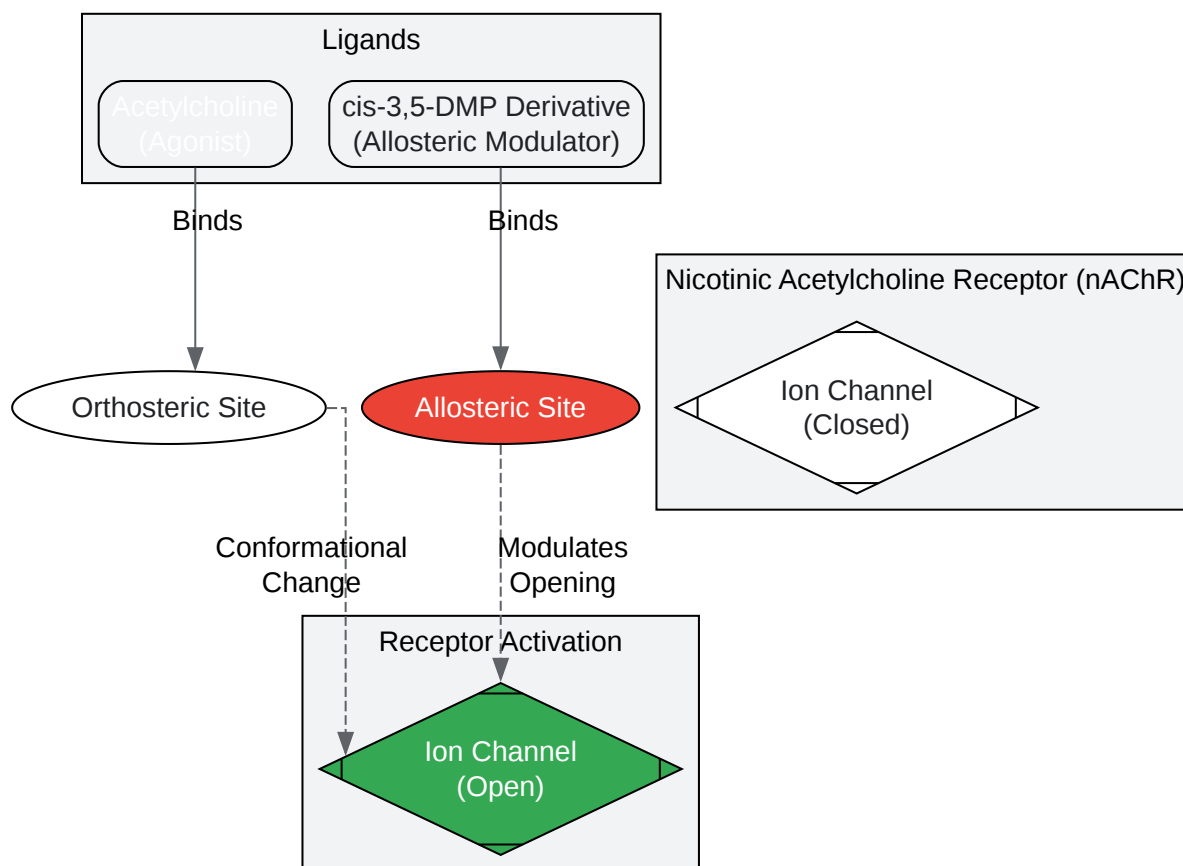 Ligands
Acetylcholine
(Agonist)
cis-3,5-DMP Derivative
(Allosteric Modulator)
Binds
Binds
Nicotinic Acetylcholine Receptor (nAChR)
Ion Channel
(Closed)
Orthosteric Site
Allosteric Site
Conformational
Change
Modulates
Opening
Receptor Activation
Ion Channel
(Open)